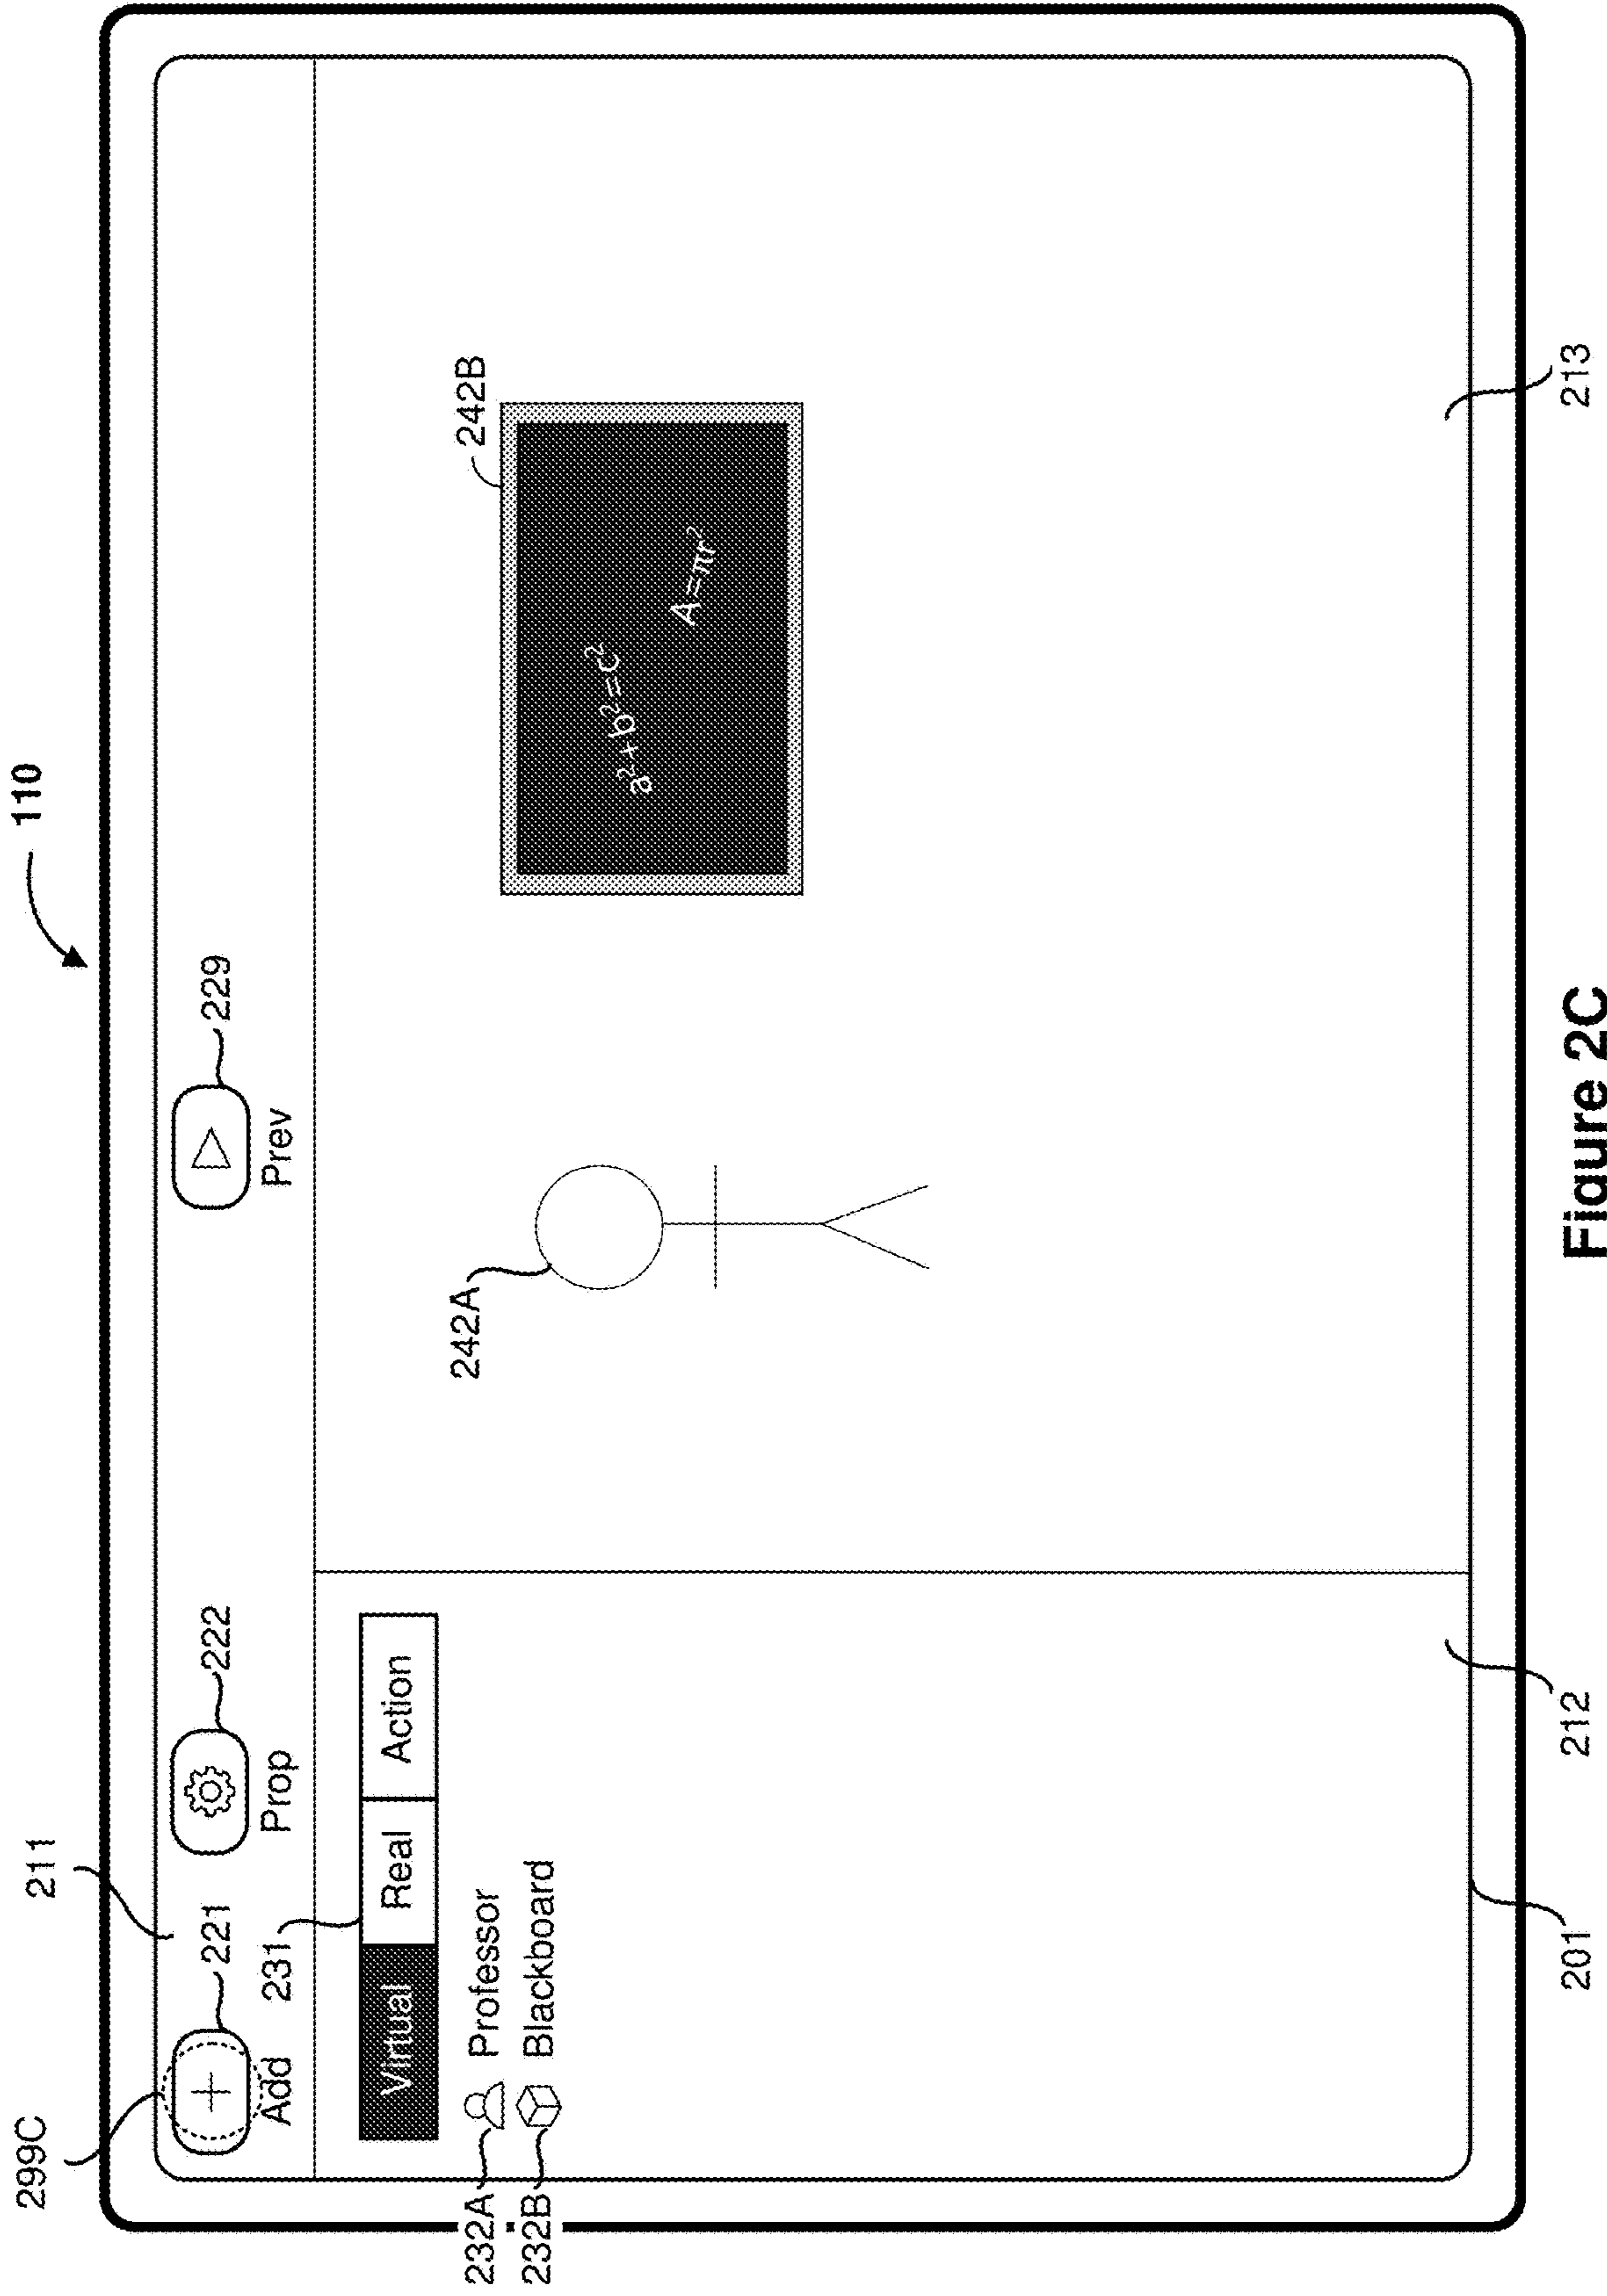 110
299C
211
221
222
229
Add
Prop
Prev
231
Virtual
Real
Action
232A
Professor
232B
Blackboard
242A
242B
a²+b²=c²
A=πr²
201
212
213
Figure 2C